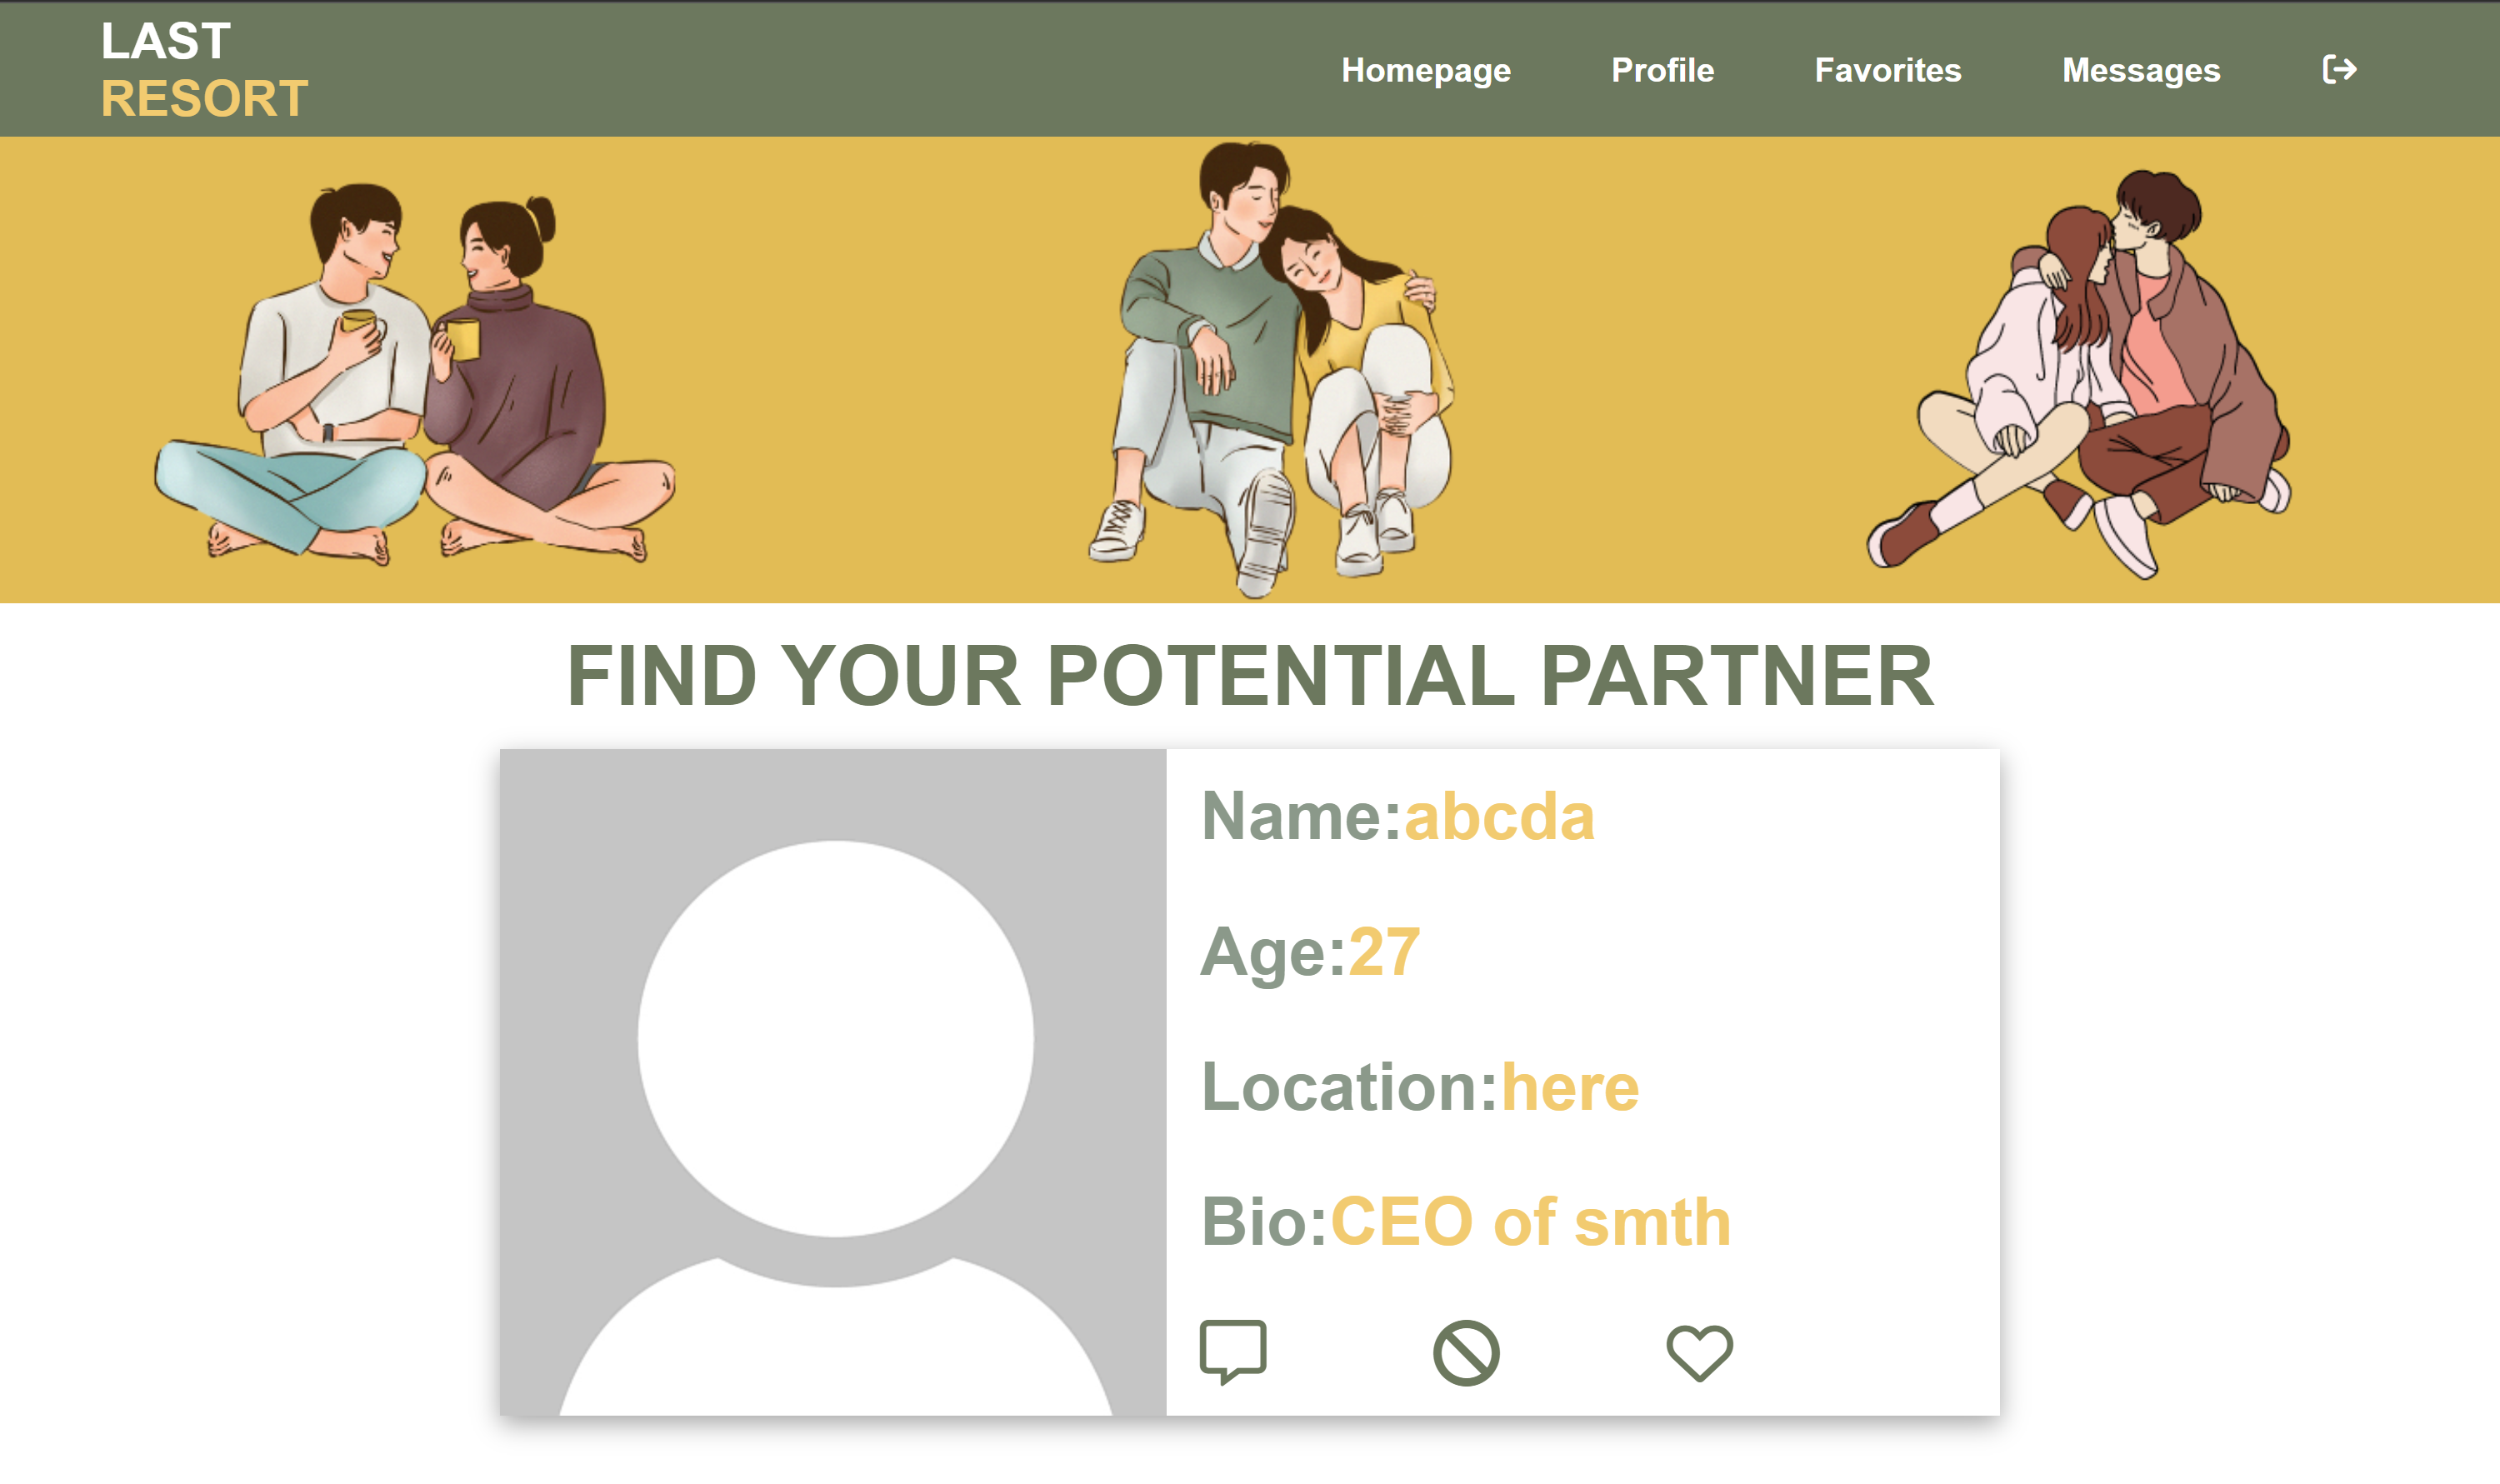 LAST
RESORT
Homepage Profile Favorites Messages
FIND YOUR POTENTIAL PARTNER
Name:abcda
Age:27
Location:here
Bio:CEO of smth